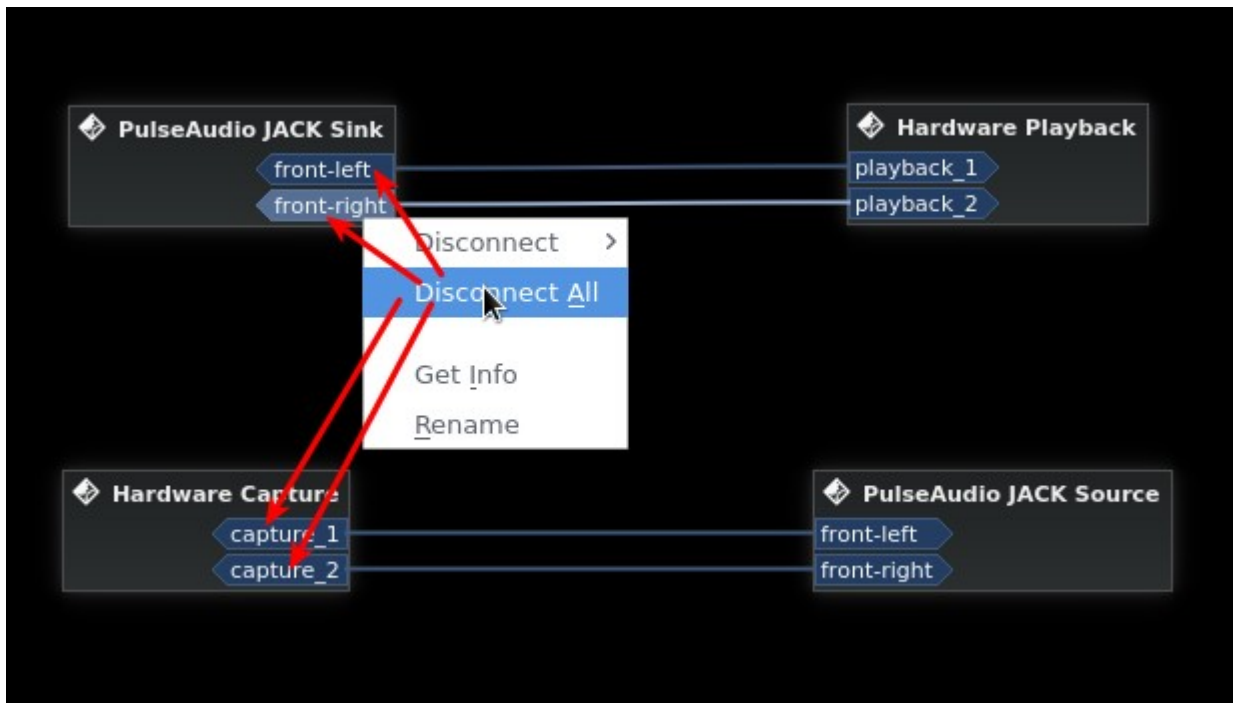 PulseAudio JACK Sink
front-left
front-right
Hardware Playback
playback_1
playback_2
Disconnect
Disconnect All
Get Info
Rename
Hardware Capture
capture_1
capture_2
PulseAudio JACK Source
front-left
front-right